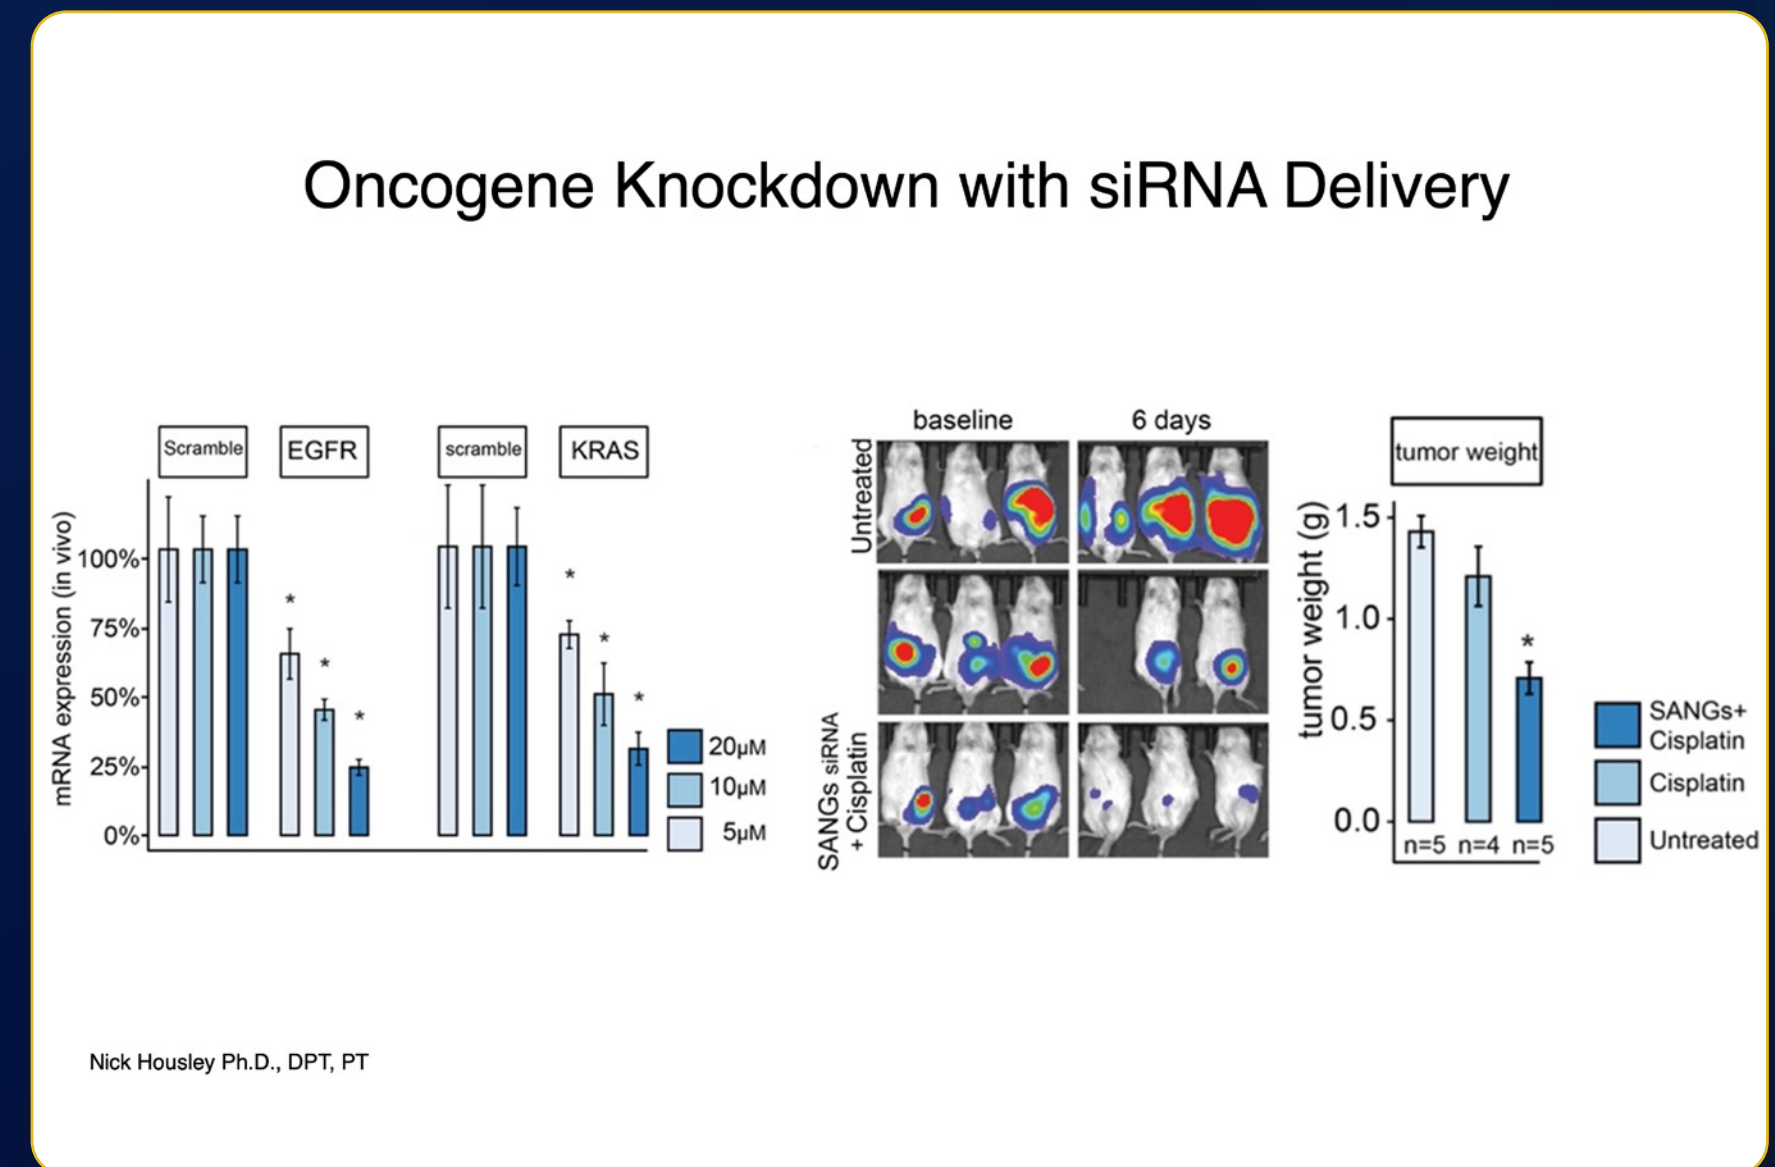 Oncogene Knockdown with siRNA Delivery
Scramble
EGFR
scramble
KRAS
mRNA expression (in vivo)
100%
75%
50%
25%
0%
*
*
*
*
*
*
20µM
10µM
5µM
baseline
6 days
Untreated
SANGs siRNA
+ Cisplatin
tumor weight
tumor weight (g)
1.5
1.0
0.5
0.0
*
n=5 n=4 n=5
SANGs+
Cisplatin
Cisplatin
Untreated
Nick Housley Ph.D., DPT, PT